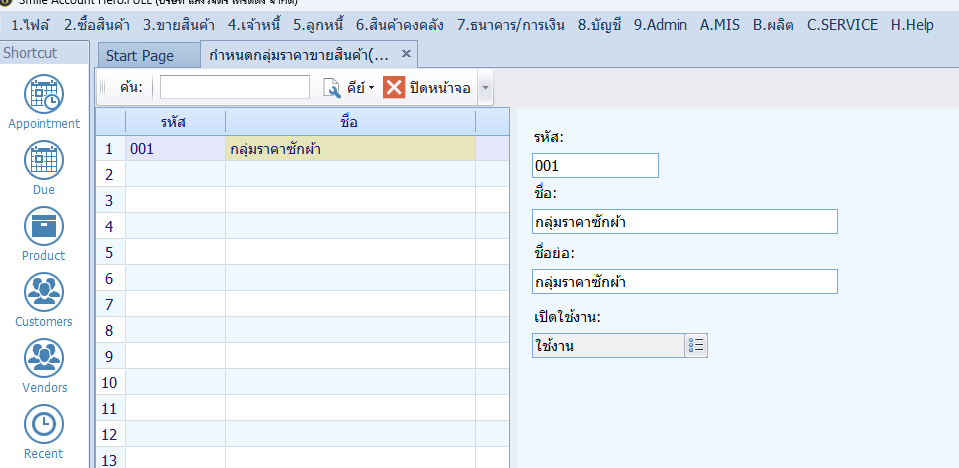 1.ไฟล์ 2.ซื้อสินค้า 3.ขายสินค้า 4.เจ้าหนี้ 5.ลูกหนี้ 6.สินค้าคงคลัง 7.ธนาคาร/การเงิน 8.บัญชี 9.Admin A.MIS B.ผลิต C.SERVICE H.Help
Shortcut
Start Page
กำหนดกลุ่มราคาขายสินค้า(...
ค้น:
คีย์
ปิดหน้าจอ
รหัส ชื่อ
1 001 กลุ่มราคาซักผ้า
2
3
4
5
6
7
8
9
10
11
12
13
Appointment
Due
Product
Customers
Vendors
Recent
รหัส:
001
ชื่อ:
กลุ่มราคาซักผ้า
ชื่อย่อ:
กลุ่มราคาซักผ้า
เปิดใช้งาน:
ใช้งาน